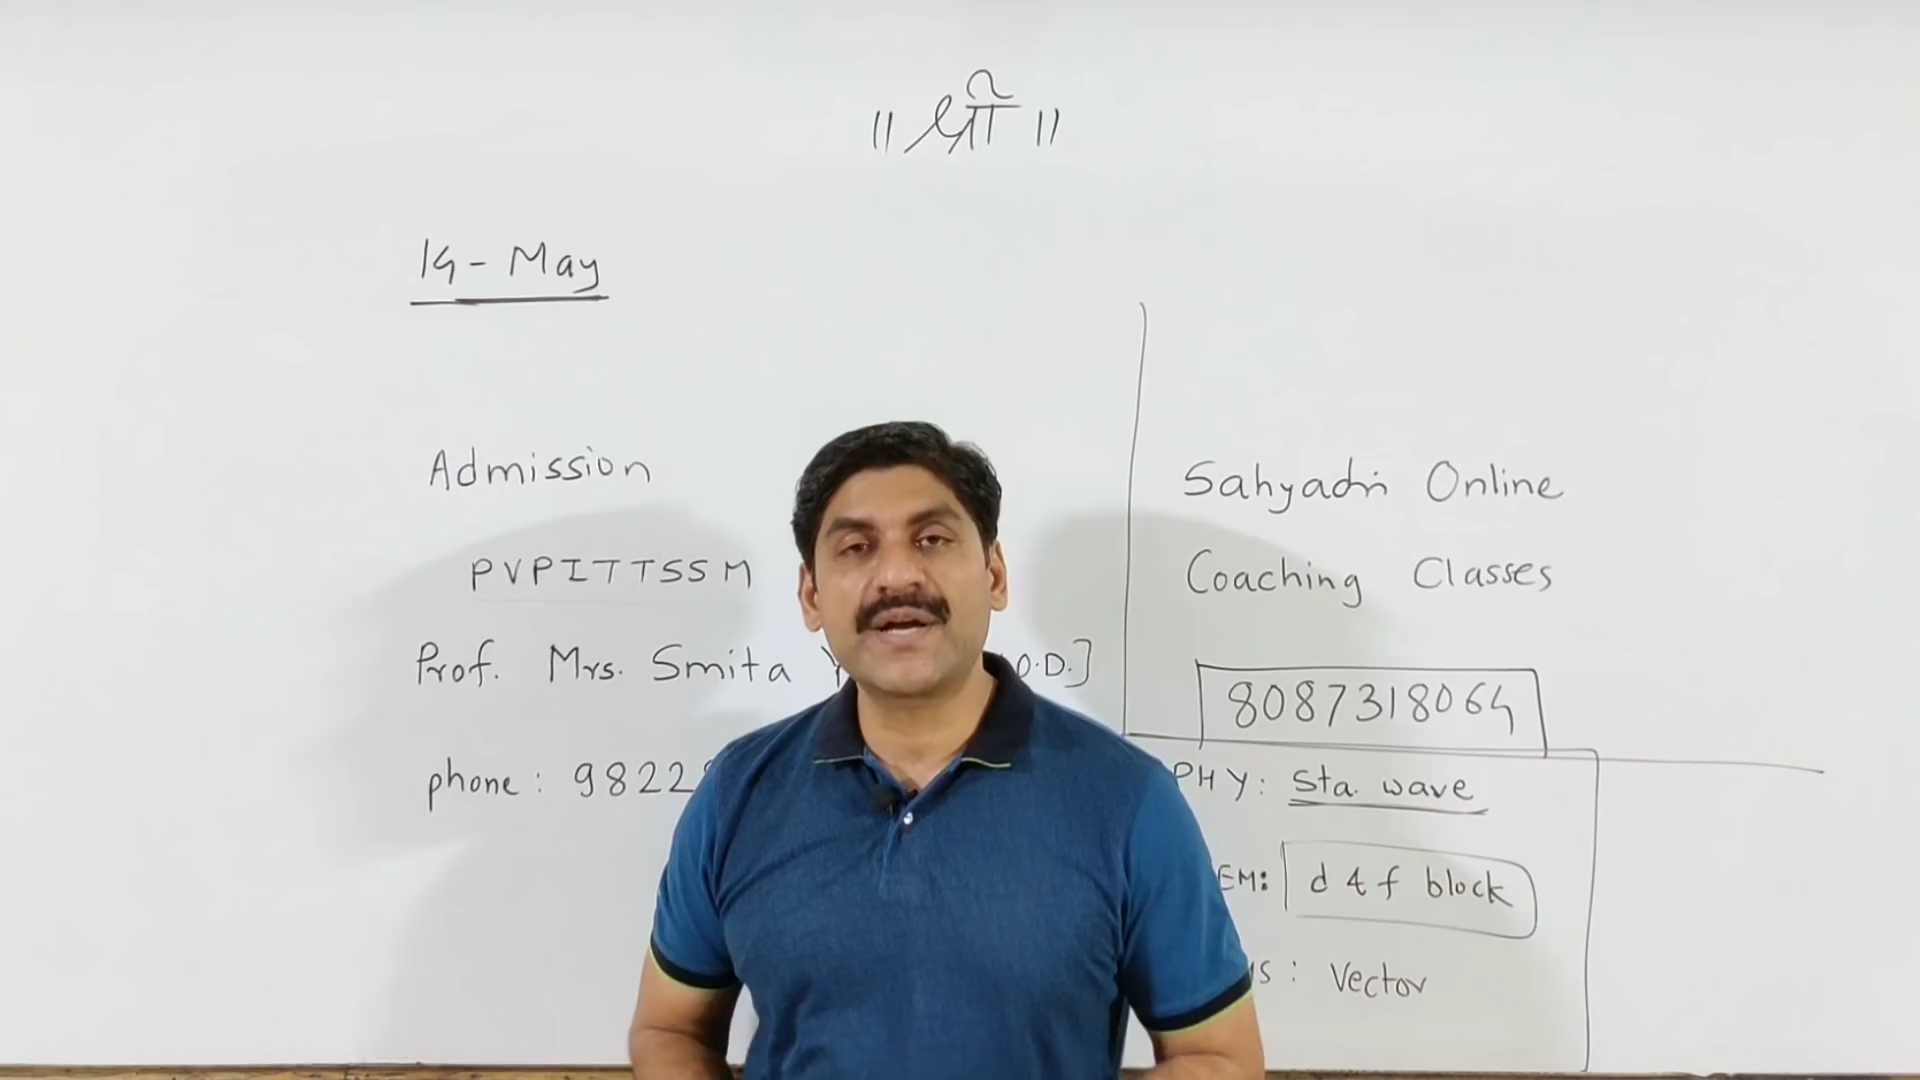 ॥ श्री ॥
14 - May
Admission
PVPITTSSM
Prof. Mrs. Smita O.D.]
phone : 9822
Sahyadri Online
Coaching Classes
8087318064
PHY : Sta. wave
EM: d & f block
S : Vector